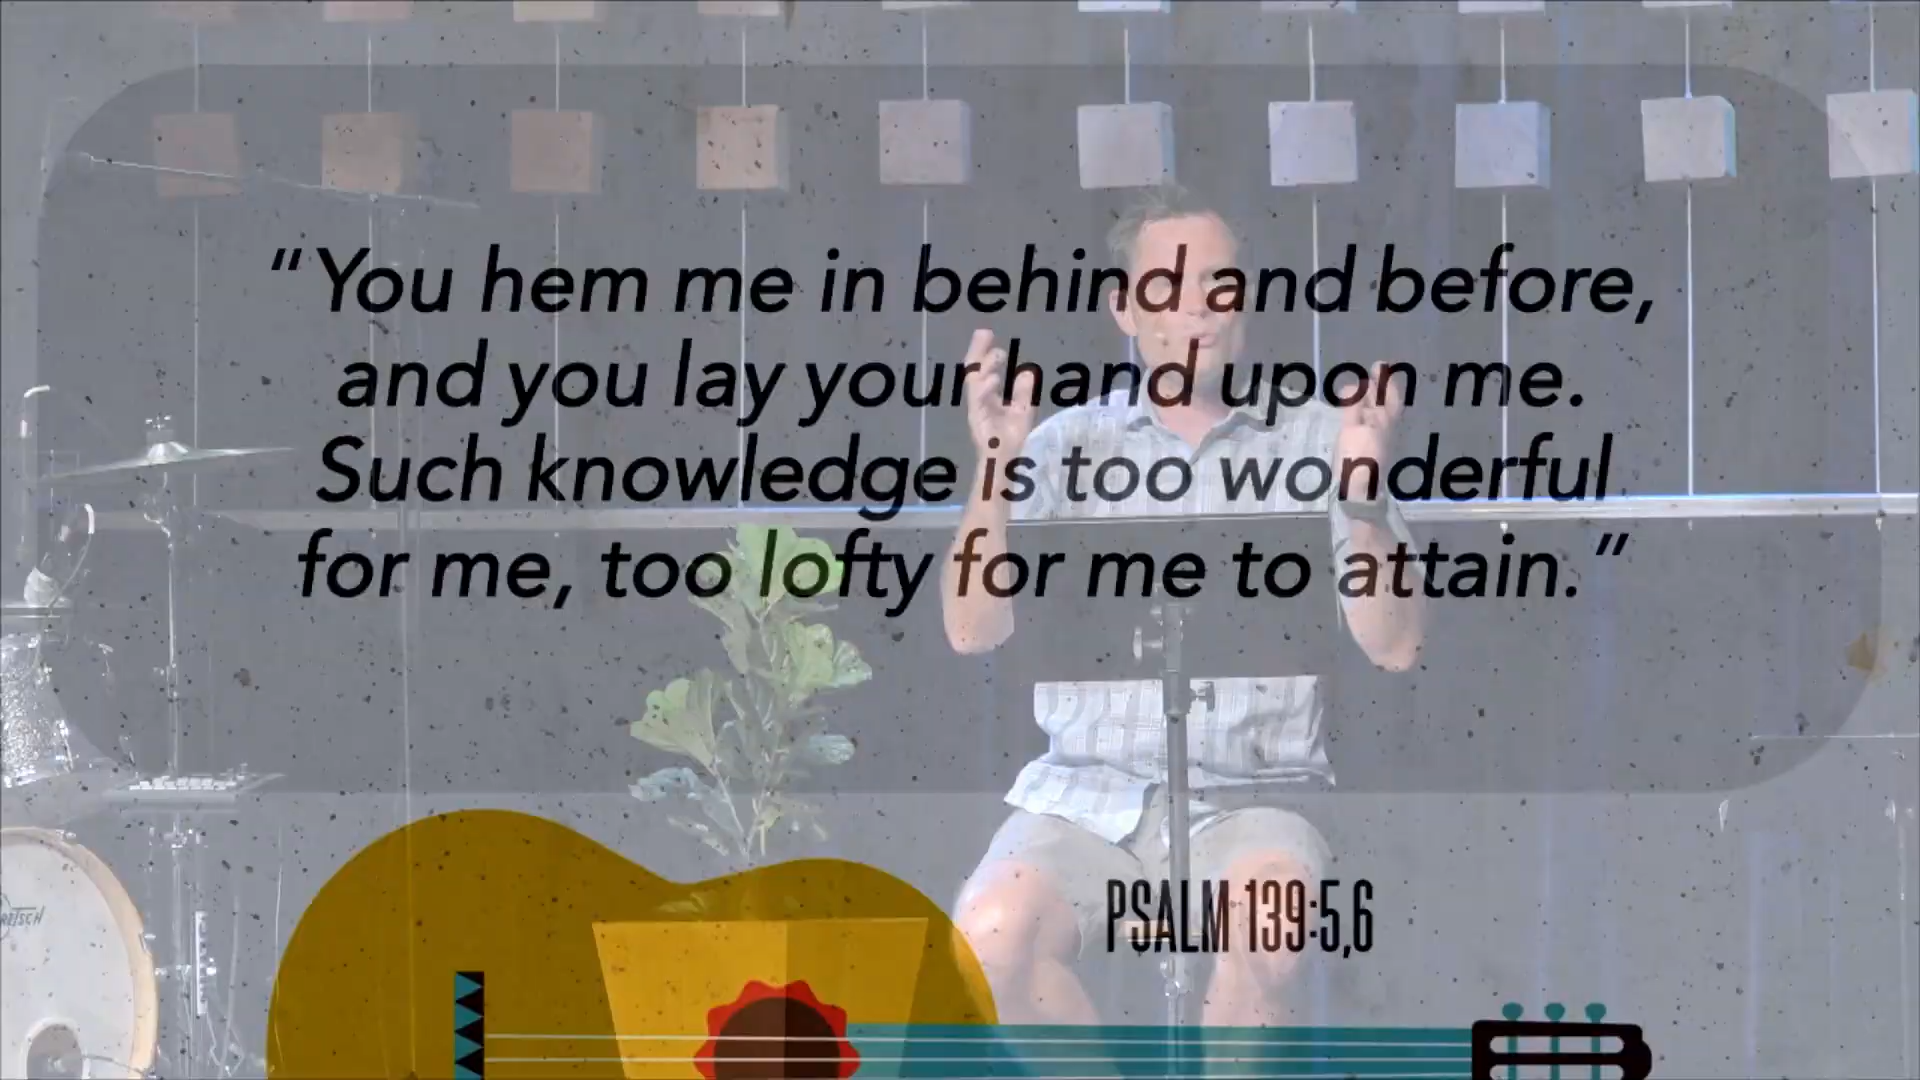 “You hem me in behind and before,
and you lay your hand upon me.
Such knowledge is too wonderful
for me, too lofty for me to attain.”
PSALM 139:5,6